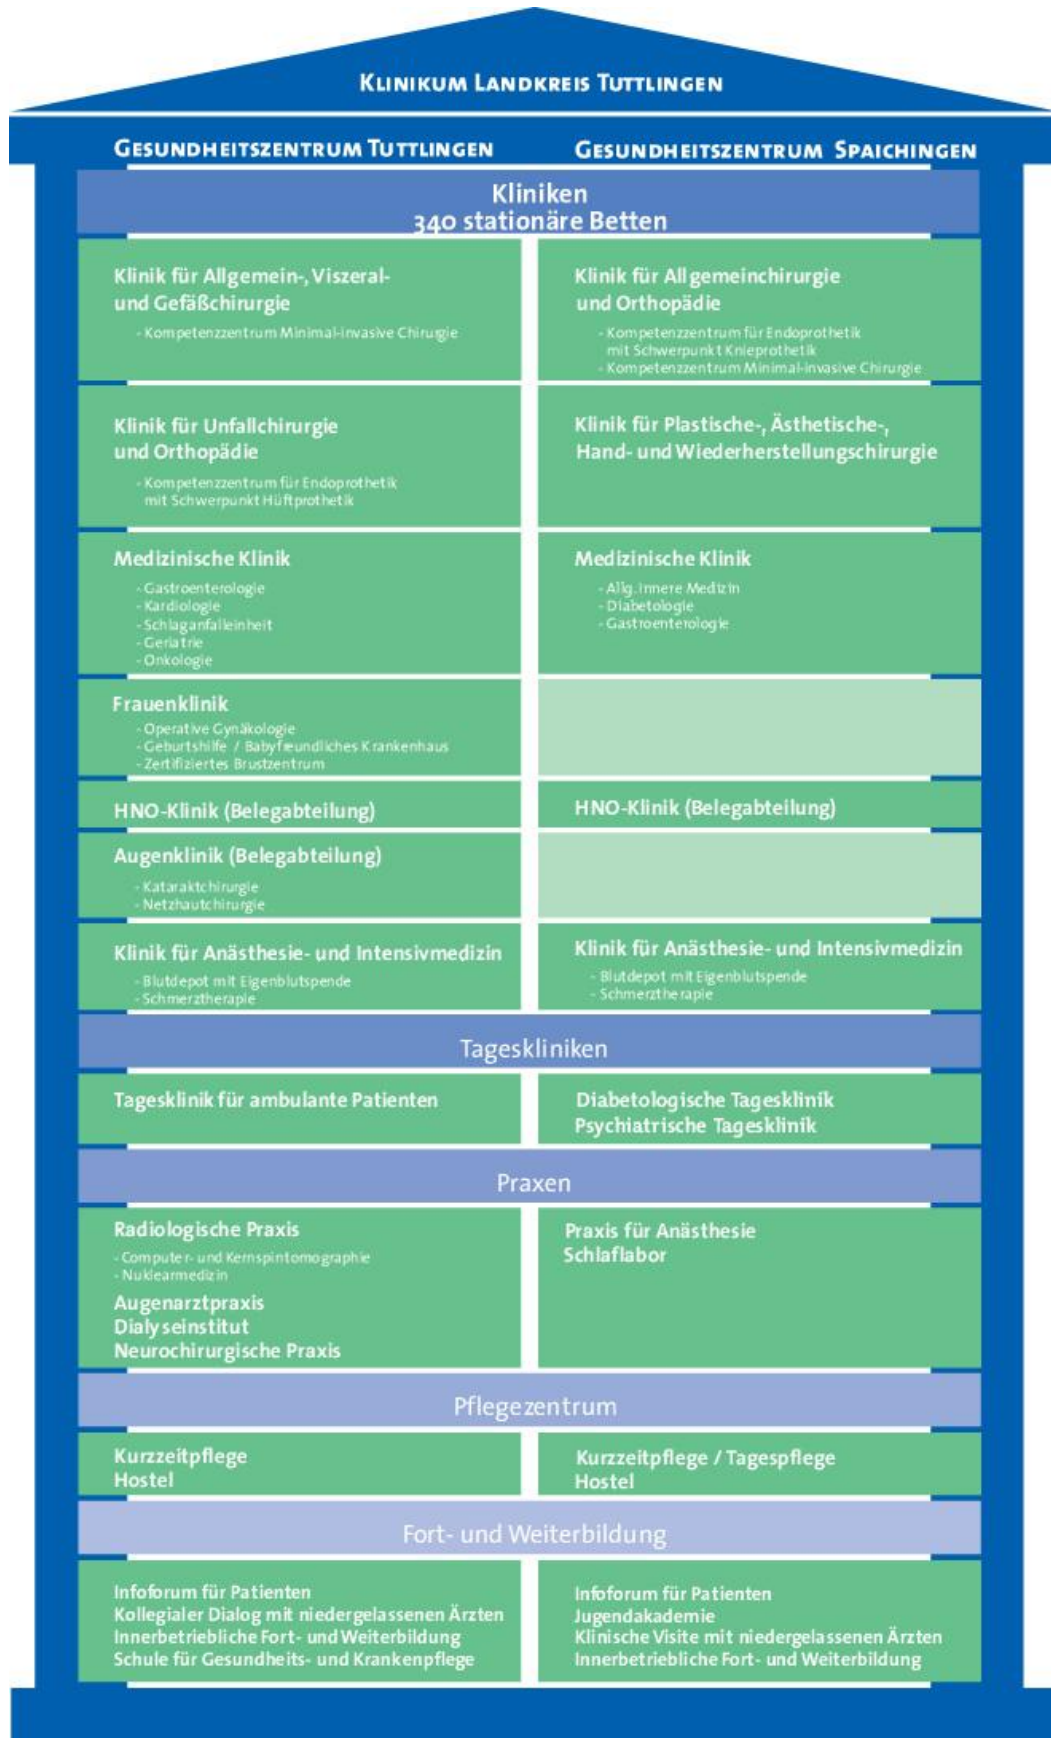 KLINIKUM LANDKREIS TUTTLINGEN
GESUNDHEITSZENTRUM TUTTLINGEN
GESUNDHEITSZENTRUM SPAICHINGEN
Kliniken
340 stationäre Betten
Klinik für Allgemein-, Viszeral-
und Gefäßchirurgie
- Kompetenzzentrum Minimal-invasive Chirurgie
Klinik für Allgemeinchirurgie
und Orthopädie
- Kompetenzzentrum für Endoprothetik
mit Schwerpunkt Knieprothetik
- Kompetenzzentrum Minimal-invasive Chirurgie
Klinik für Unfallchirurgie
und Orthopädie
- Kompetenzzentrum für Endoprothetik
mit Schwerpunkt Hüftprothetik
Klinik für Plastische-, Ästhetische-,
Hand- und Wiederherstellungschirurgie
Medizinische Klinik
- Gastroenterologie
- Kardiologie
- Schlaganfalleinheit
- Geriatrie
- Onkologie
Medizinische Klinik
- Allg. Innere Medizin
- Diabetologie
- Gastroenterologie
Frauenklinik
- Operative Gynäkologie
- Geburtshilfe / Babyfreundliches Krankenhaus
- Zertifiziertes Brustzentrum
HNO-Klinik (Belegabteilung)
HNO-Klinik (Belegabteilung)
Augenklinik (Belegabteilung)
- Kataraktchirurgie
- Netzhautchirurgie
Klinik für Anästhesie- und Intensivmedizin
- Blutdepot mit Eigenblutspende
- Schmerztherapie
Klinik für Anästhesie- und Intensivmedizin
- Blutdepot mit Eigenblutspende
- Schmerztherapie
Tageskliniken
Tagesklinik für ambulante Patienten
Diabetologische Tagesklinik
Psychiatrische Tagesklinik
Praxen
Radiologische Praxis
- Computer- und Kernspintomographie
- Nuklearmedizin
Augenarztpraxis
Dialyseinstitut
Neurochirurgische Praxis
Praxis für Anästhesie
Schlaflabor
Pflegezentrum
Kurzzeitpflege
Hostel
Kurzzeitpflege / Tagespflege
Hostel
Fort- und Weiterbildung
Infoforum für Patienten
Kollegialer Dialog mit niedergelassenen Ärzten
Innerbetriebliche Fort- und Weiterbildung
Schule für Gesundheits- und Krankenpflege
Infoforum für Patienten
Jugendakademie
Klinische Visite mit niedergelassenen Ärzten
Innerbetriebliche Fort- und Weiterbildung